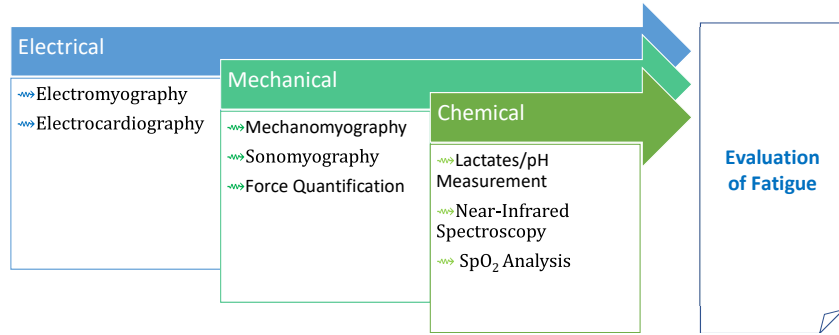 Electrical
Electromyography
Electrocardiography
Mechanical
Mechanomyography
Sonomyography
Force Quantification
Chemical
Lactates/pH
Measurement
Near-Infrared
Spectroscopy
SpO₂ Analysis
Evaluation
of Fatigue